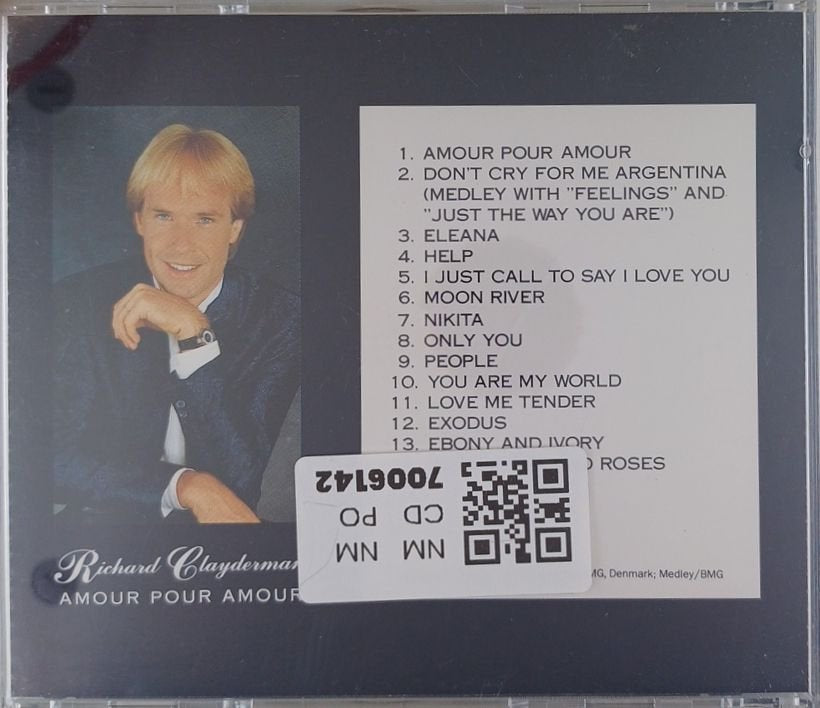 1. AMOUR POUR AMOUR
2. DON'T CRY FOR ME ARGENTINA
(MEDLEY WITH "FEELINGS" AND
"JUST THE WAY YOU ARE")
3. ELEANA
4. HELP
5. I JUST CALL TO SAY I LOVE YOU
6. MOON RIVER
7. NIKITA
8. ONLY YOU
9. PEOPLE
10. YOU ARE MY WORLD
11. LOVE ME TENDER
12. EXODUS
13. EBONY AND IVORY
ROSES
Denmark; Medley/BMG
Richard Clayderman
AMOUR POUR AMOUR
NM NM
CD PO
7006142